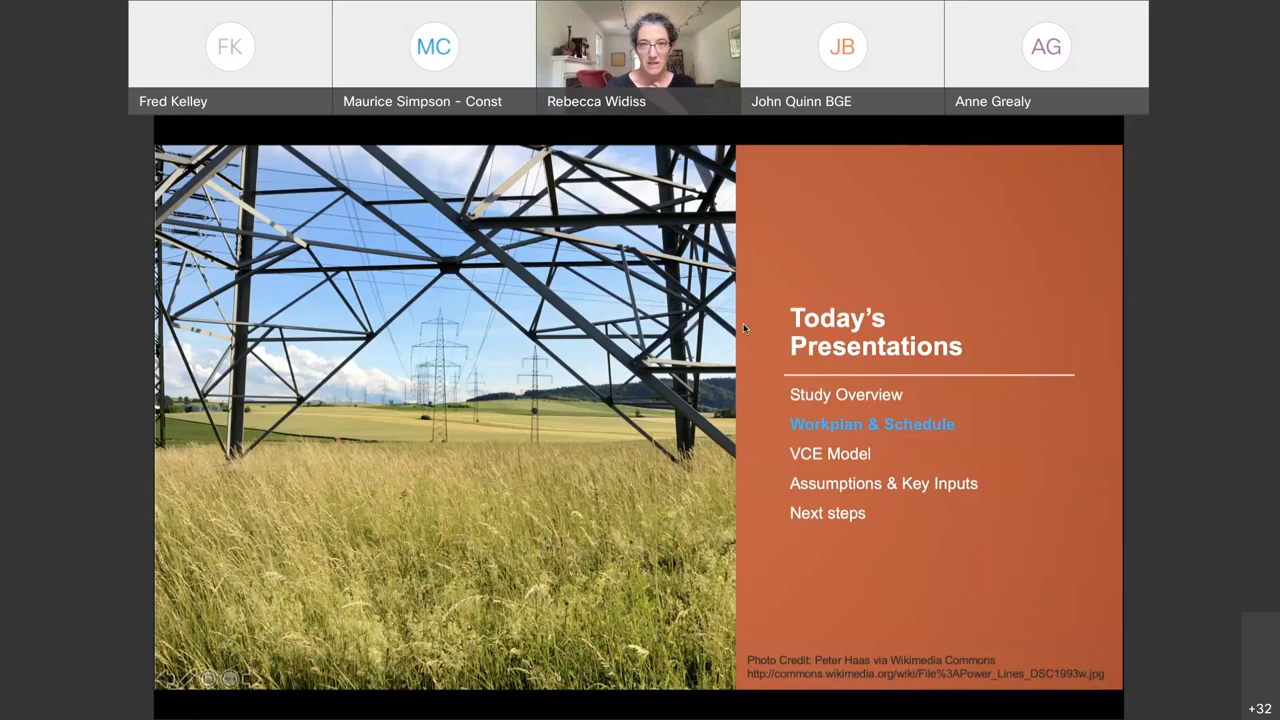 FK
MC
JB
AG
Fred Kelley
Maurice Simpson - Const
Rebecca Widiss
John Quinn BGE
Anne Grealy
Today's
Presentations
Study Overview
Workplan & Schedule
VCE Model
Assumptions & Key Inputs
Next steps
Photo Credit: Peter Haas via Wikimedia Commons
http://commons.wikimedia.org/wiki/File%3APower_Lines_DSC1993w.jpg
+32